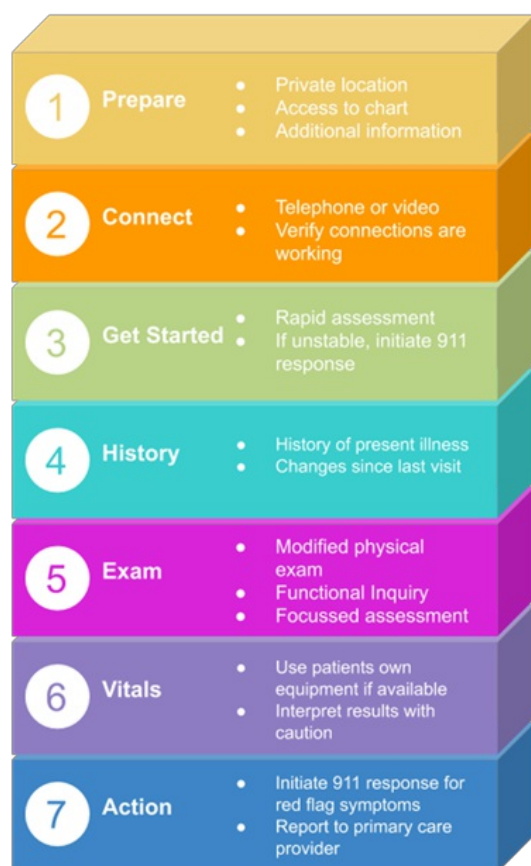 1
Prepare
● Private location
● Access to chart
● Additional information
2
Connect
● Telephone or video
● Verify connections are
working
3
Get Started
● Rapid assessment
● If unstable, initiate 911
response
4
History
● History of present illness
● Changes since last visit
5
Exam
● Modified physical
exam
● Functional Inquiry
● Focussed assessment
6
Vitals
● Use patients own
equipment if available
● Interpret results with
caution
7
Action
● Initiate 911 response for
red flag symptoms
● Report to primary care
provider